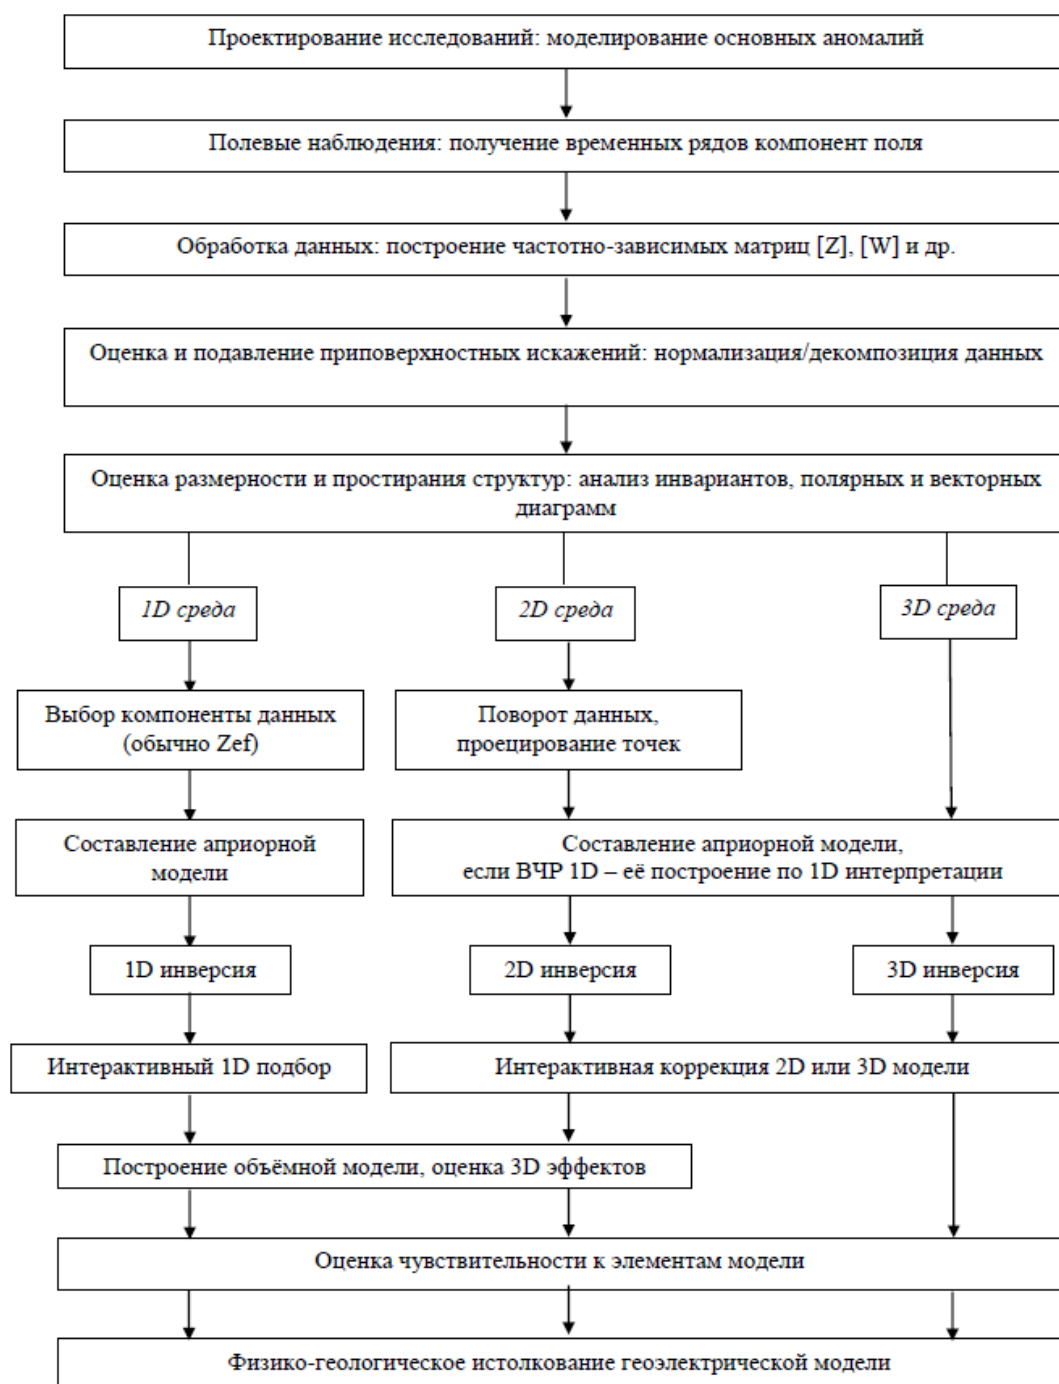 Проектирование исследований: моделирование основных аномалий
Полевые наблюдения: получение временных рядов компонент поля
Обработка данных: построение частотно-зависимых матриц [Z], [W] и др.
Оценка и подавление приповерхностных искажений: нормализация/декомпозиция данных
Оценка размерности и простирания структур: анализ инвариантов, полярных и векторных
диаграмм
1D среда
2D среда
3D среда
Выбор компоненты данных
(обычно Zef)
Поворот данных,
проецирование точек
Составление априорной
модели
Составление априорной модели,
если ВЧР 1D – её построение по 1D интерпретации
1D инверсия
2D инверсия
3D инверсия
Интерактивный 1D подбор
Интерактивная коррекция 2D или 3D модели
Построение объёмной модели, оценка 3D эффектов
Оценка чувствительности к элементам модели
Физико-геологическое истолкование геоэлектрической модели